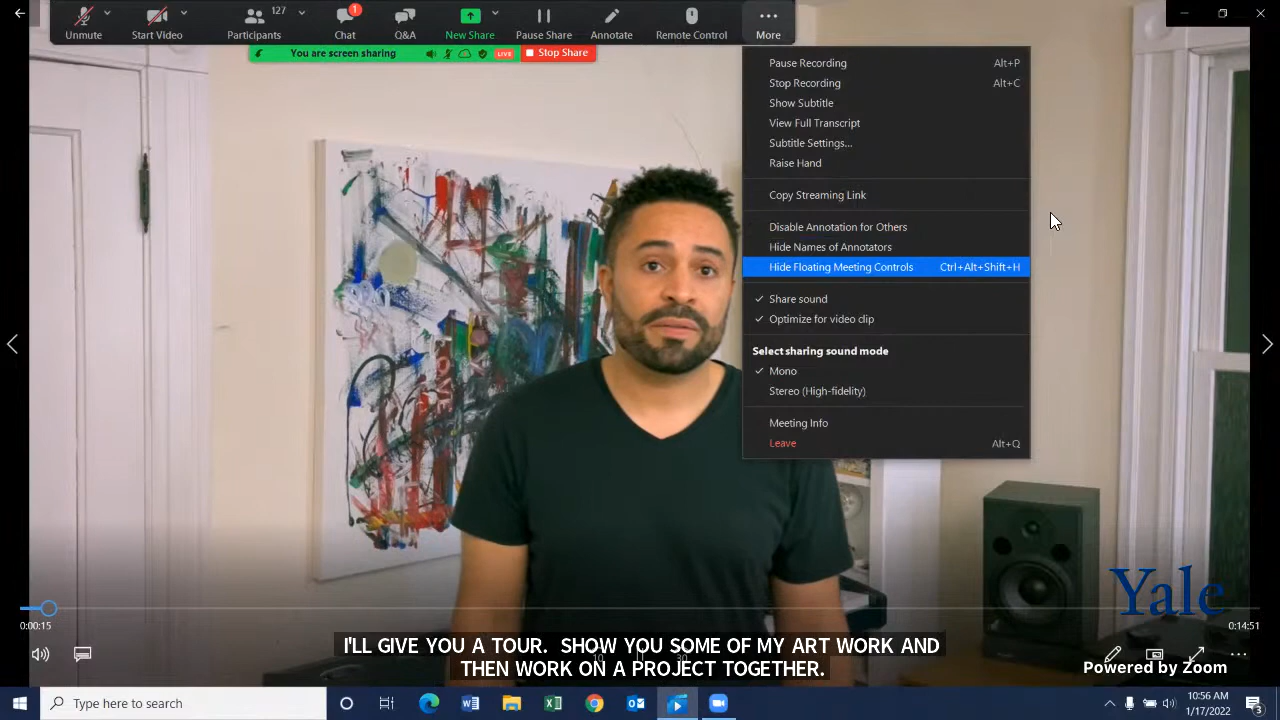 127
1
Unmute
Start Video
Participants
Chat
Q&A
New Share
Pause Share
Annotate
Remote Control
More
You are screen sharing
LIVE
Stop Share
Pause Recording Alt+P
Stop Recording Alt+C
Show Subtitle
View Full Transcript
Subtitle Settings...
Raise Hand
Copy Streaming Link
Disable Annotation for Others
Hide Names of Annotators
Hide Floating Meeting Controls Ctrl+Alt+Shift+H
Share sound
Optimize for video clip
Select sharing sound mode
Mono
Stereo (High-fidelity)
Meeting Info
Leave Alt+Q
Yale
0:00:15
0:14:51
I'LL GIVE YOU A TOUR. SHOW YOU SOME OF MY ART WORK AND
THEN WORK ON A PROJECT TOGETHER.
Powered by Zoom
Type here to search
10:56 AM
1/17/2022
3